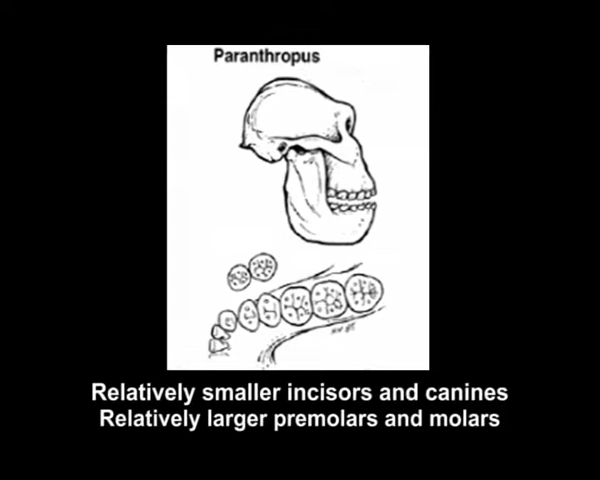 Paranthropus
Relatively smaller incisors and canines
Relatively larger premolars and molars